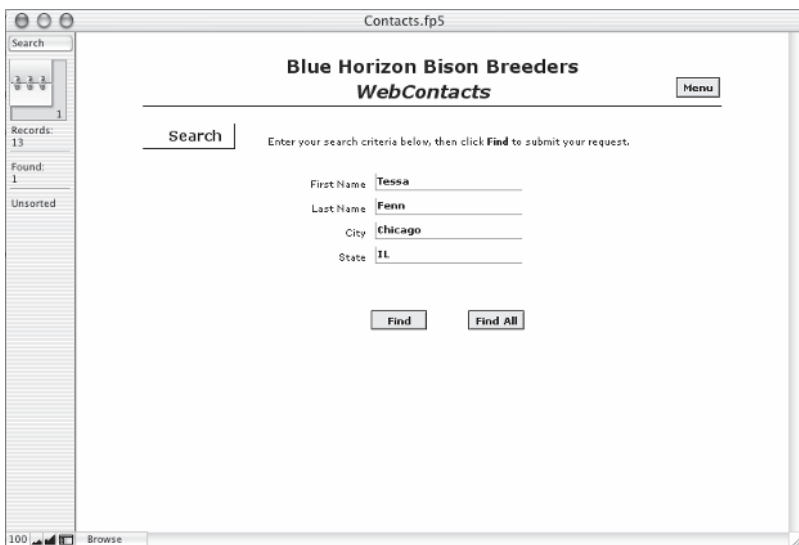 Contacts.fp5
Search
1
Records:
13
Found:
1
Unsorted
Blue Horizon Bison Breeders
WebContacts
Menu
Search
Enter your search criteria below, then click Find to submit your request.
First Name Tessa
Last Name Fenn
City Chicago
State IL
Find Find All
100 Browse